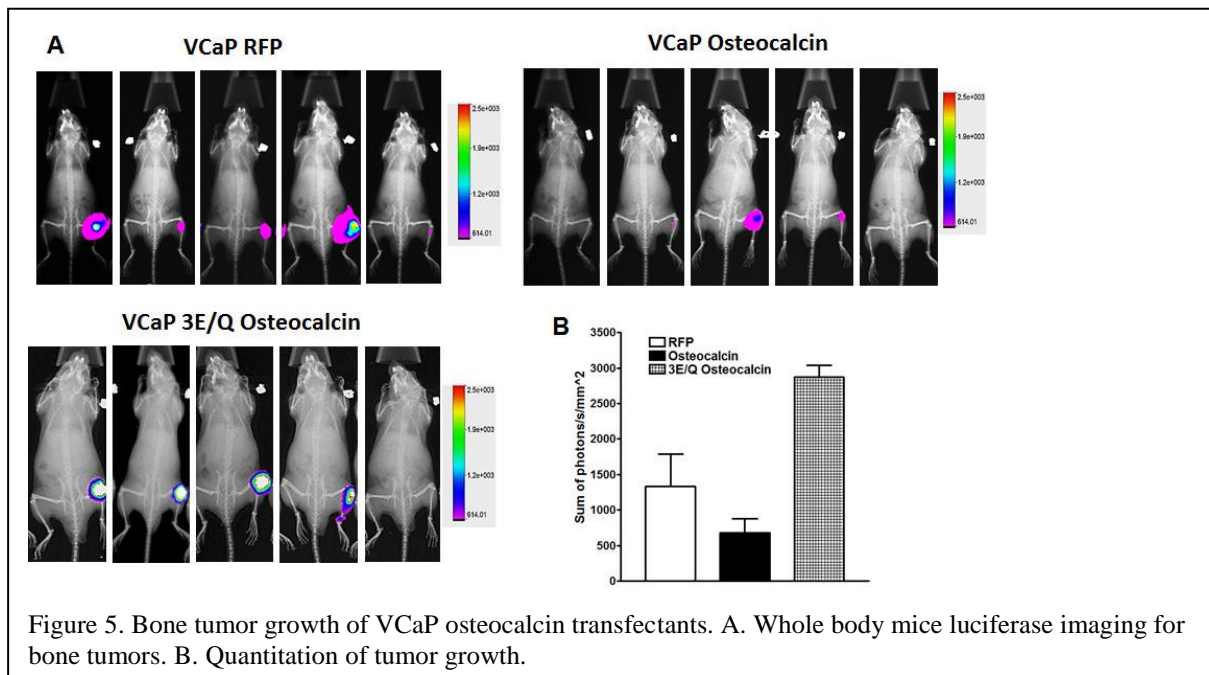 A
VCaP RFP
2.5e+003
1.9e+003
1.2e+003
614.01
VCaP Osteocalcin
2.5e+003
1.9e+003
1.2e+003
614.01
VCaP 3E/Q Osteocalcin
2.5e+003
1.9e+003
1.2e+003
614.01
B
Sum of photons/s/mm^2
3500
3000
2500
2000
1500
1000
500
0
RFP
Osteocalcin
3E/Q Osteocalcin
Figure 5. Bone tumor growth of VCaP osteocalcin transfectants. A. Whole body mice luciferase imaging for
bone tumors. B. Quantitation of tumor growth.